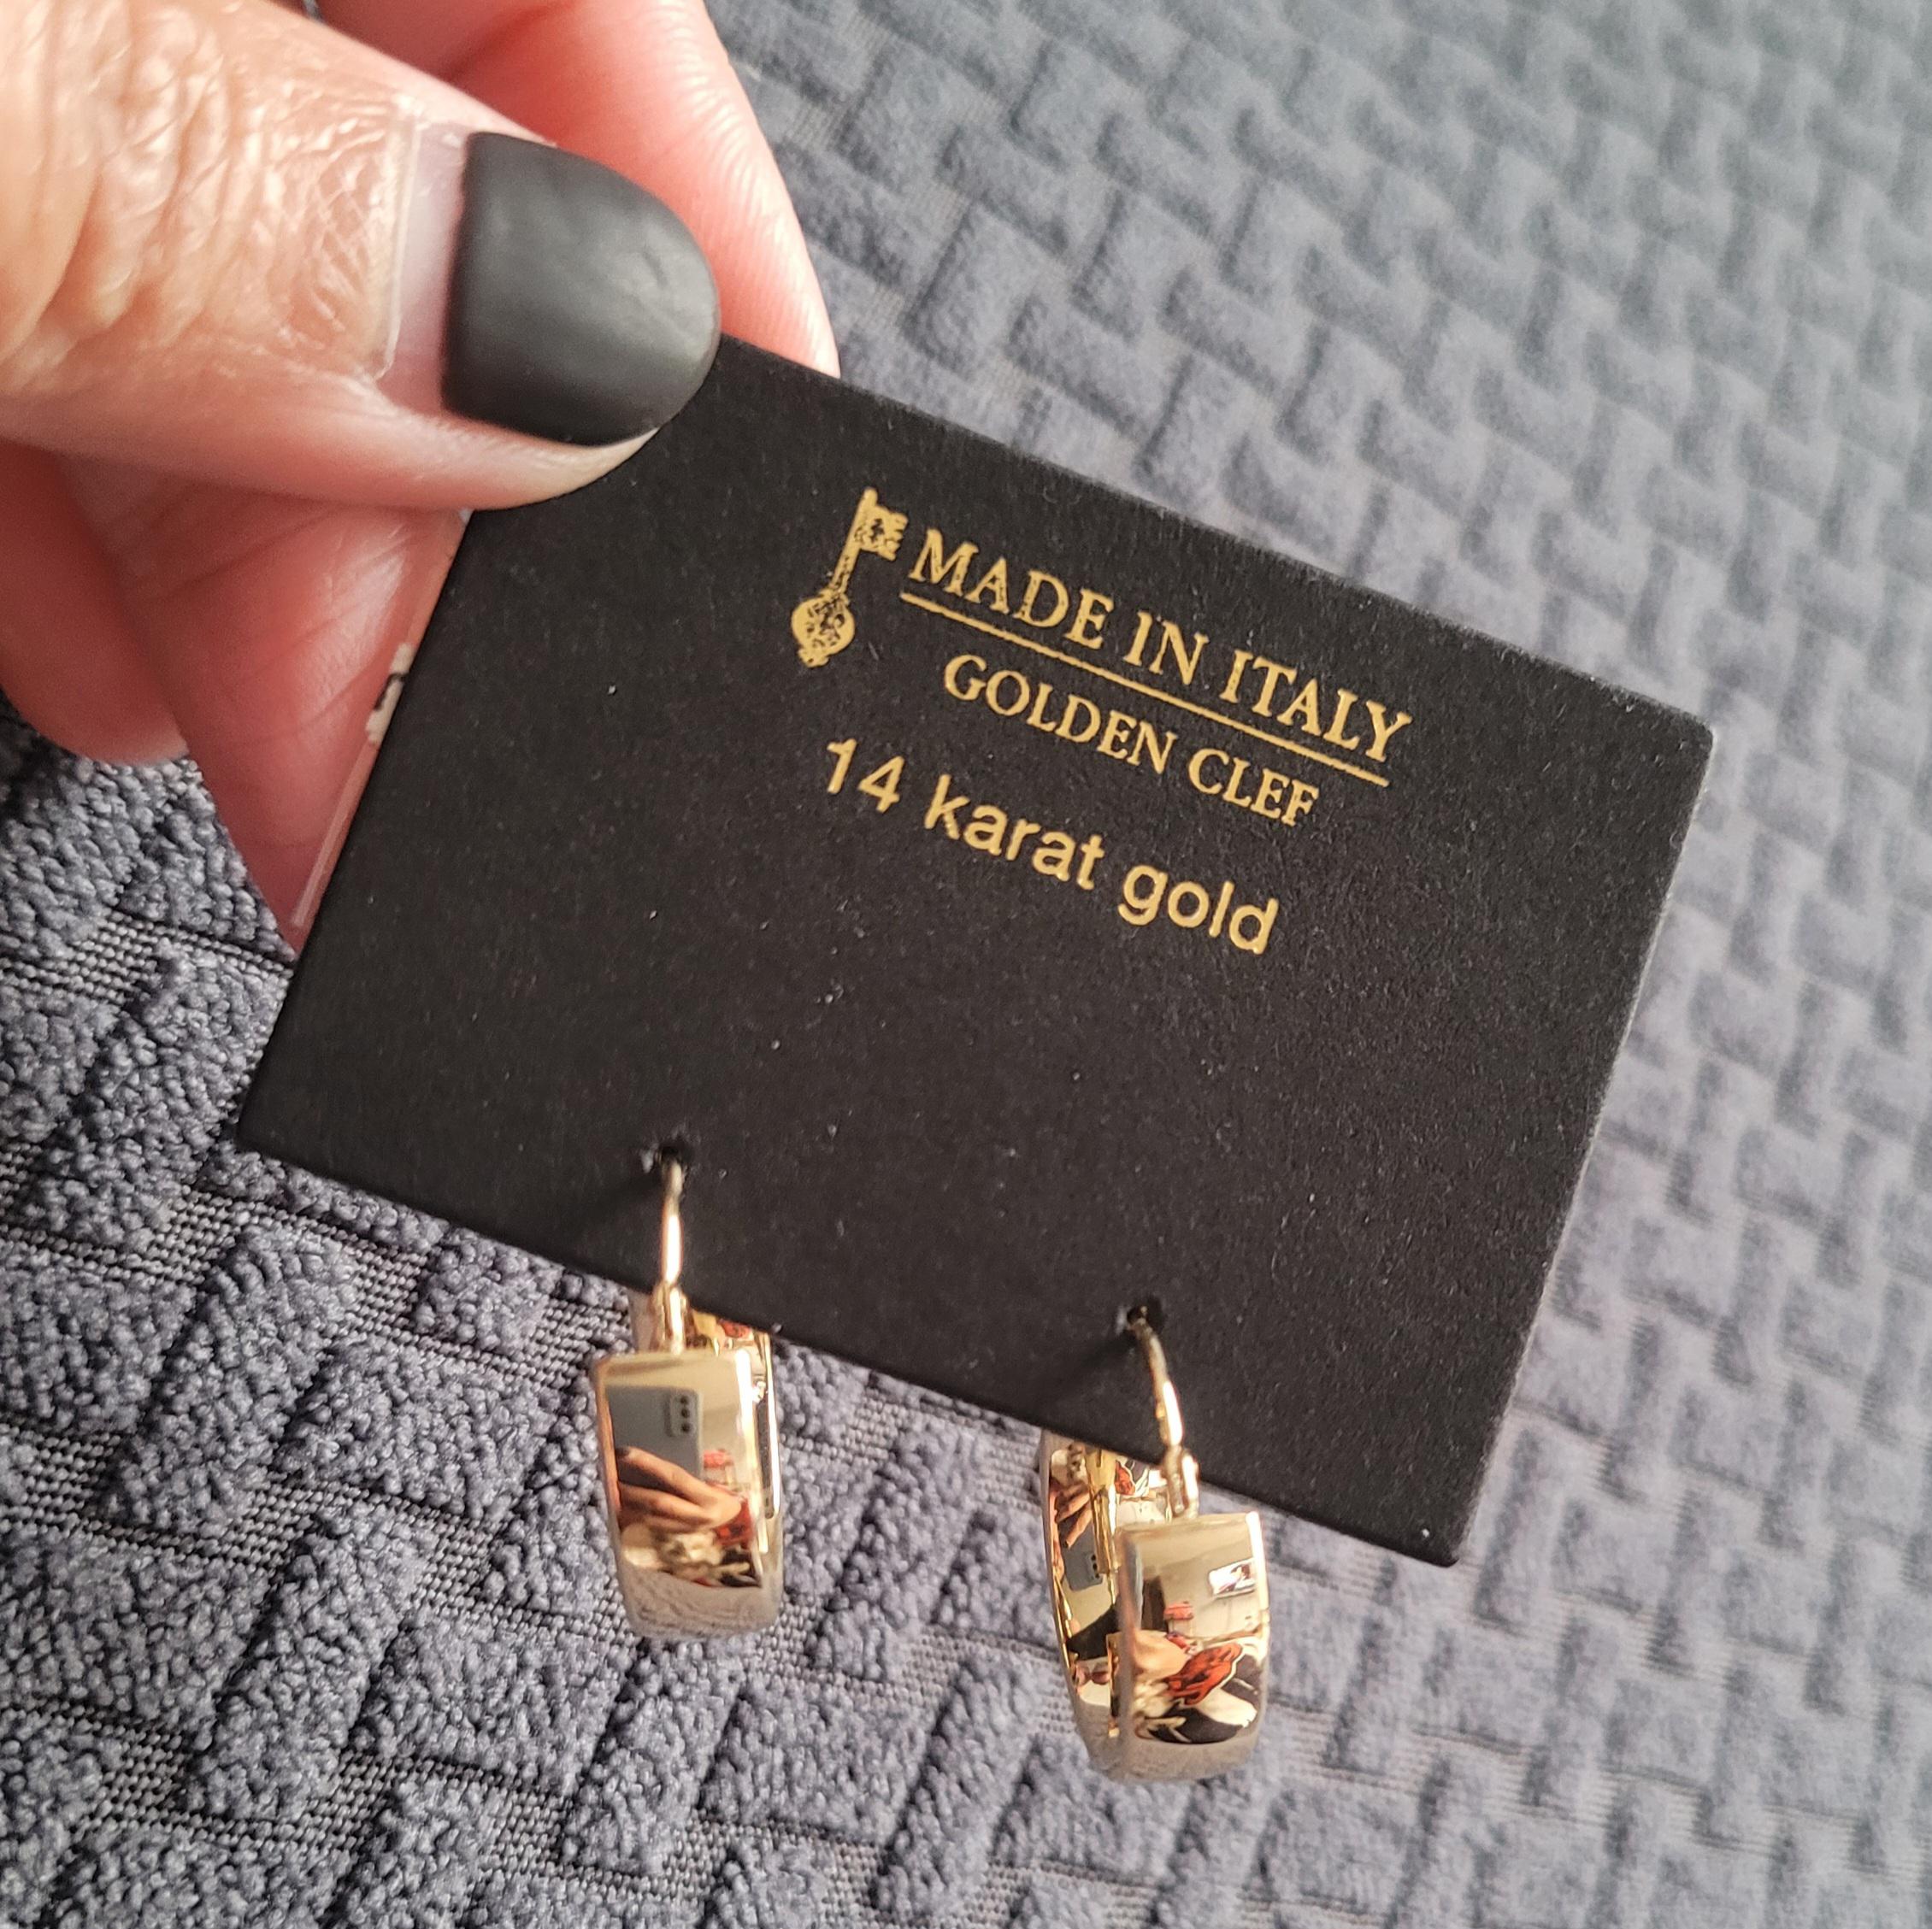 MADE IN ITALY
GOLDEN CLEF
14 karat gold